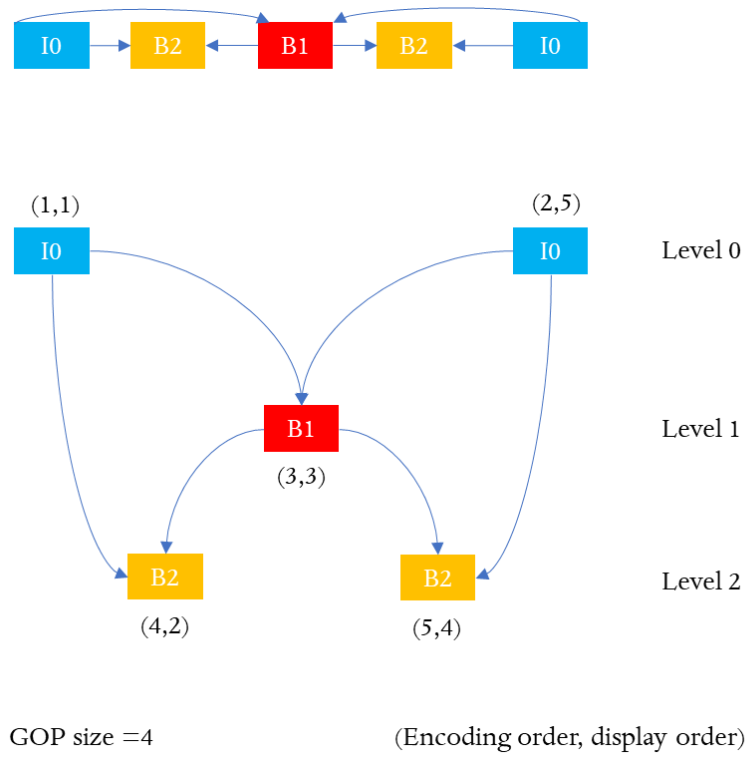 I0 B2 B1 B2 I0
(1,1) (2,5)
I0 I0 Level 0
B1 Level 1
(3,3)
B2 B2 Level 2
(4,2) (5,4)
GOP size =4 (Encoding order, display order)